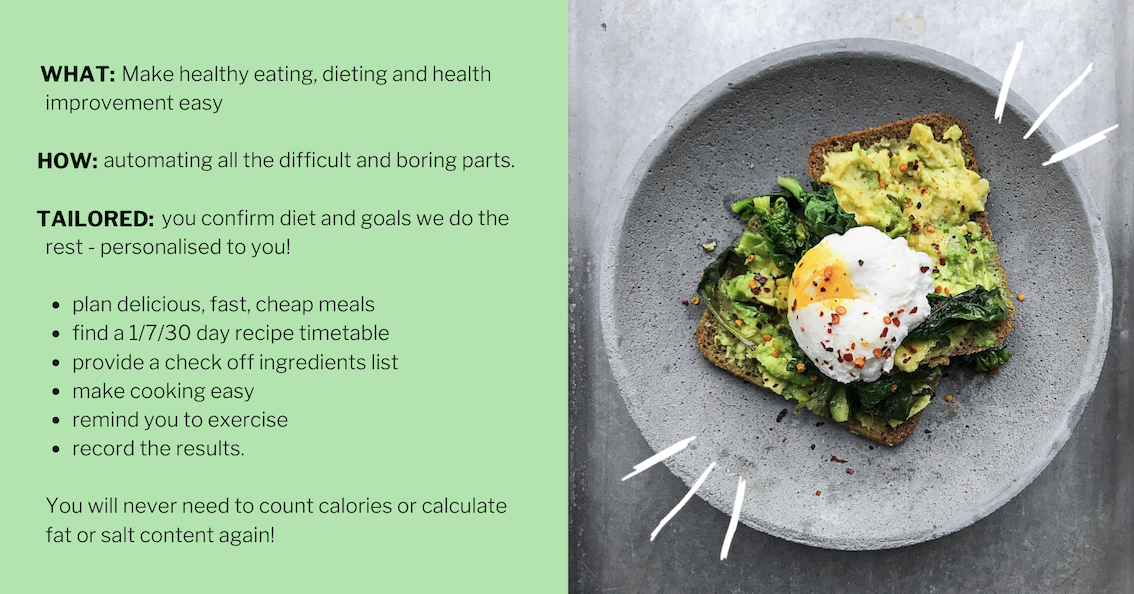 WHAT: Make healthy eating, dieting and health
improvement easy
HOW: automating all the difficult and boring parts.
TAILORED: you confirm diet and goals we do the
rest - personalised to you!
• plan delicious, fast, cheap meals
• find a 1/7/30 day recipe timetable
• provide a check off ingredients list
• make cooking easy
• remind you to exercise
• record the results.
You will never need to count calories or calculate
fat or salt content again!